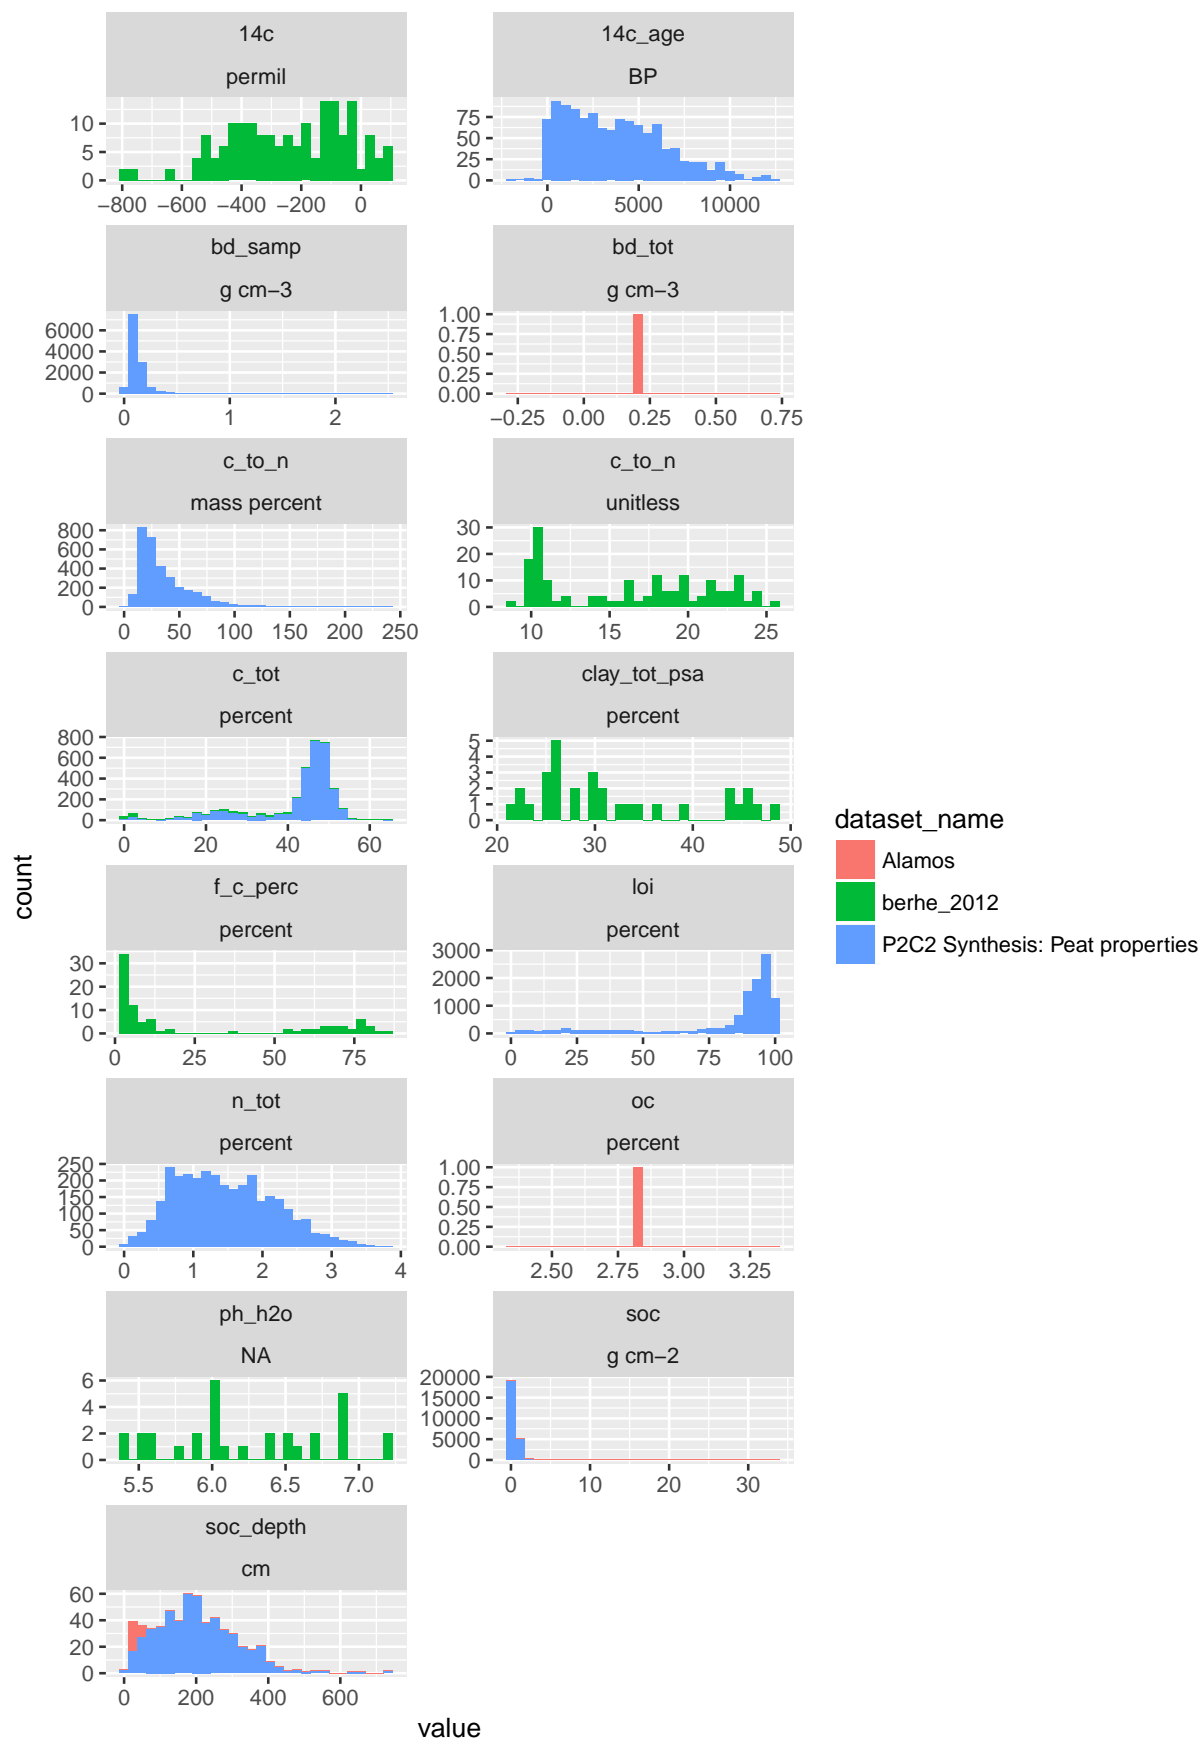 14c
permil
10
5
0
−800 −600 −400 −200 0
14c_age
BP
75
50
25
0
0 5000 10000
bd_samp
g cm−3
6000
4000
2000
0
0 1 2
bd_tot
g cm−3
1.00
0.75
0.50
0.25
0.00
−0.25 0.00 0.25 0.50 0.75
c_to_n
mass percent
800
600
400
200
0
0 50 100 150 200 250
c_to_n
unitless
30
20
10
0
10 15 20 25
c_tot
percent
800
600
400
200
0
0 20 40 60
clay_tot_psa
percent
5
4
3
2
1
0
20 30 40 50
f_c_perc
percent
30
20
10
0
0 25 50 75
loi
percent
3000
2000
1000
0
0 25 50 75 100
n_tot
percent
250
200
150
100
50
0
0 1 2 3 4
oc
percent
1.00
0.75
0.50
0.25
0.00
2.50 2.75 3.00 3.25
ph_h2o
NA
6
4
2
0
5.5 6.0 6.5 7.0
soc
g cm−2
20000
15000
10000
5000
0
0 10 20 30
soc_depth
cm
60
40
20
0
0 200 400 600
count
value
dataset_name
Alamos
berhe_2012
P2C2 Synthesis: Peat properties